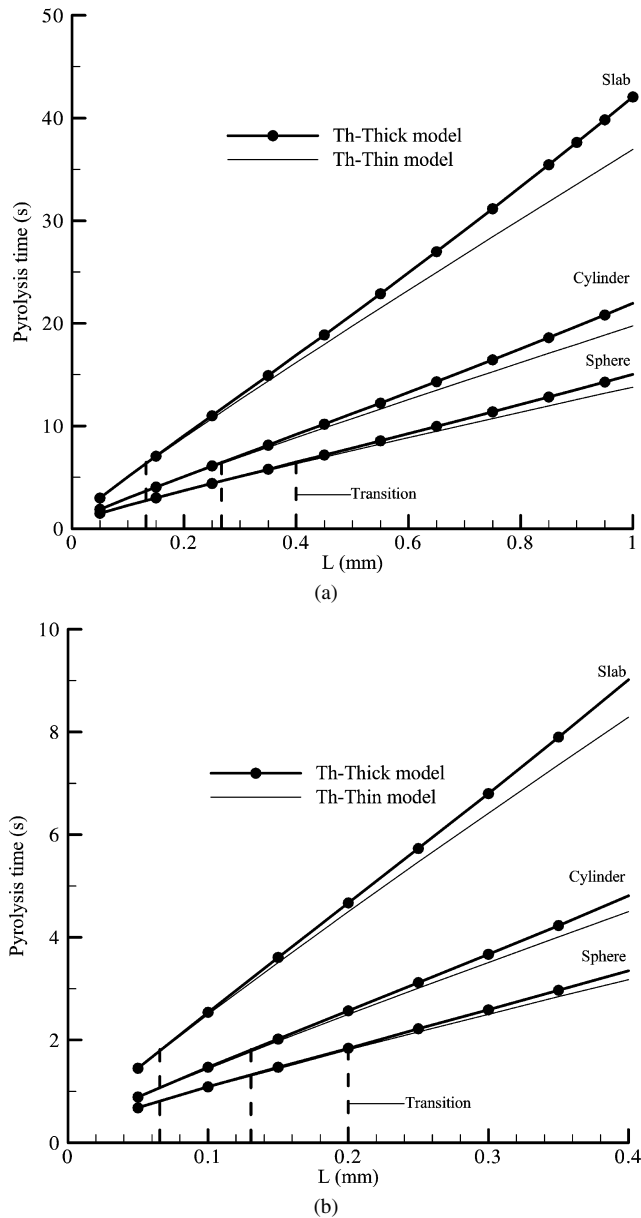 50
Slab
40
Th-Thick model
Th-Thin model
30
Pyrolysis time (s)
Cylinder
20
Sphere
10
Transition
0
0 0.2 0.4 0.6 0.8 1
L (mm)
(a)
10
Slab
8
Th-Thick model
Th-Thin model
6
Pyrolysis time (s)
Cylinder
4
Sphere
2
Transition
0
0 0.1 0.2 0.3 0.4
L (mm)
(b)